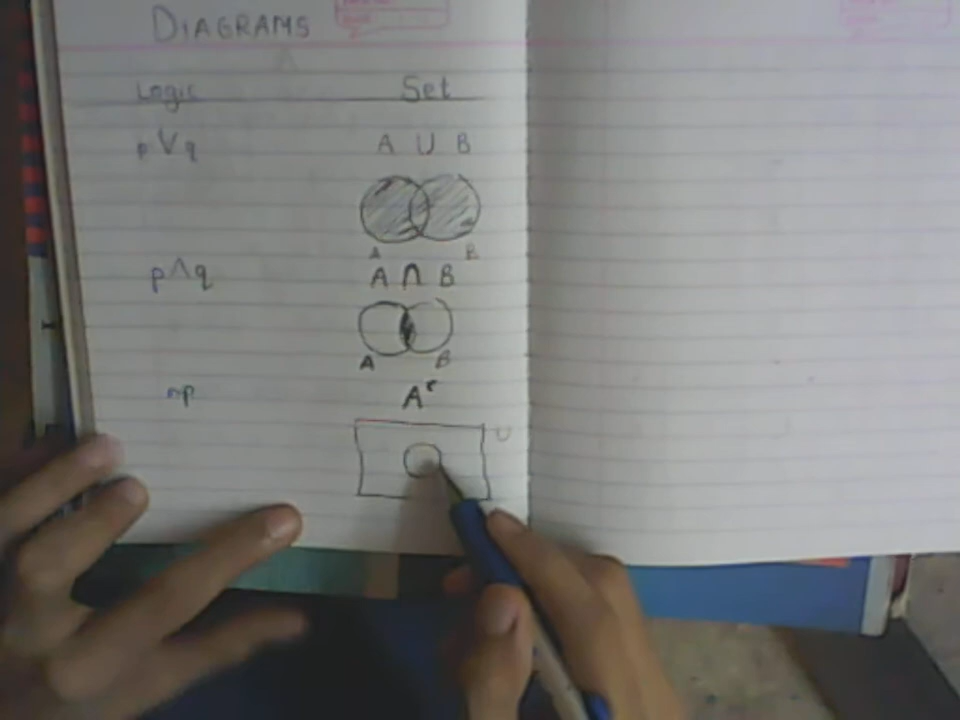 DIAGRAMS
Logic Set
p ∨ q A ∪ B
A B
p ∧ q A ∩ B
A B
~p Aᶜ
U